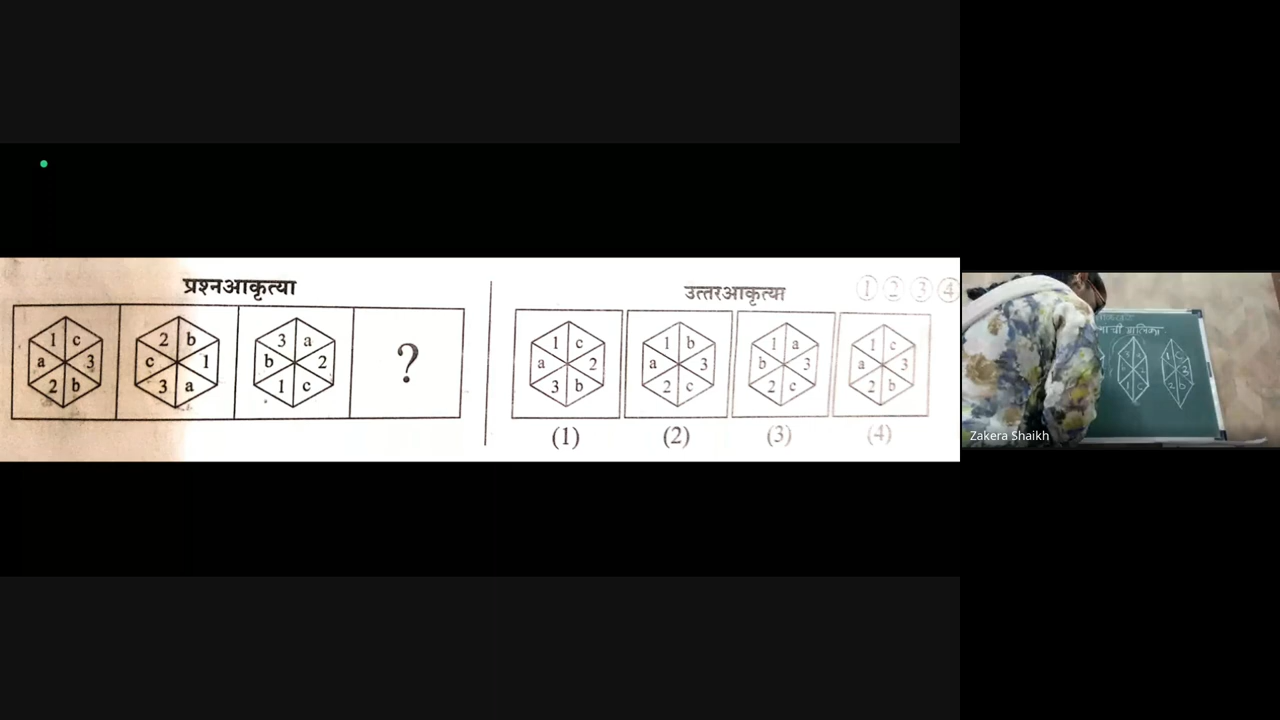 प्रश्नआकृत्या
उत्तरआकृत्या ① ② ③ ④
1 c
a 3
2 b
2 b
c 1
3 a
3 a
b 2
1 c
?
1 c
a 2
3 b
1 b
a 3
2 c
1 a
b 3
2 c
1 c
a 3
2 b
(1) (2) (3) (4)
Zakera Shaikh